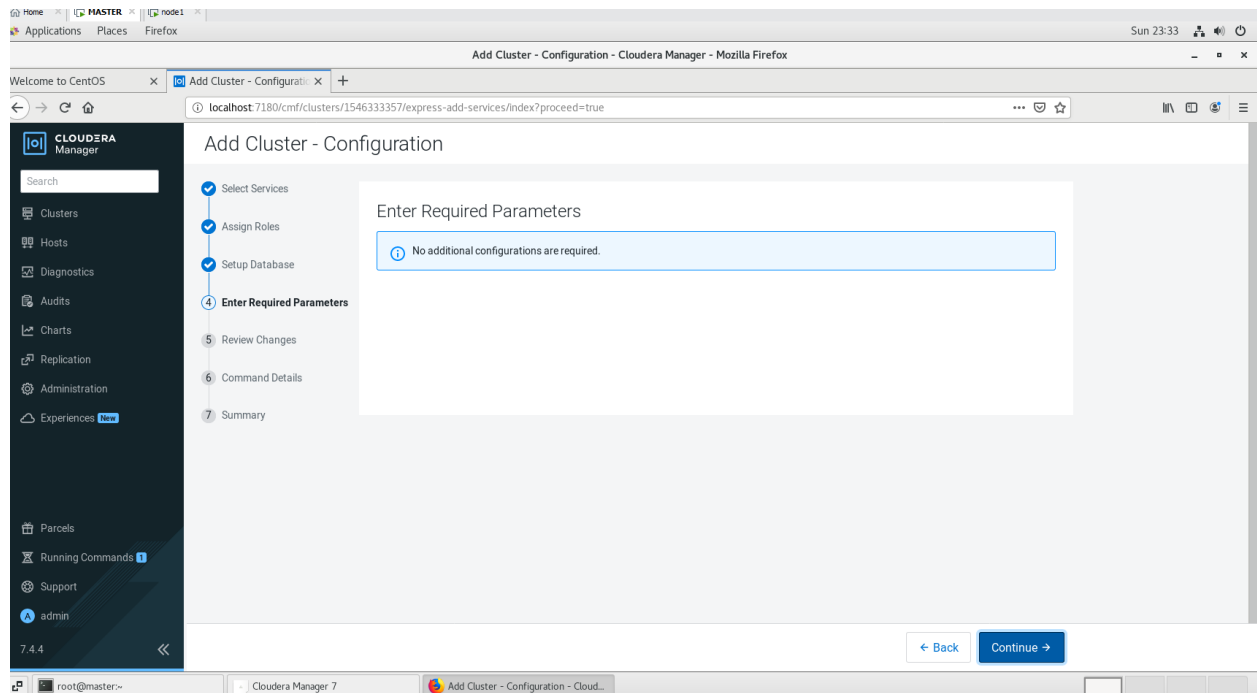 Home × MASTER × node1 ×
Applications Places Firefox Sun 23:33
Add Cluster - Configuration - Cloudera Manager - Mozilla Firefox
Welcome to CentOS × Add Cluster - Configuratio × +
localhost:7180/cmf/clusters/1546333357/express-add-services/index?proceed=true
CLOUDERA
Manager
Search
Clusters
Hosts
Diagnostics
Audits
Charts
Replication
Administration
Experiences New
Parcels
Running Commands 1
Support
A admin
7.4.4
Add Cluster - Configuration
Select Services
Assign Roles
Setup Database
4 Enter Required Parameters
5 Review Changes
6 Command Details
7 Summary
Enter Required Parameters
No additional configurations are required.
← Back Continue →
root@master:~ Cloudera Manager 7 Add Cluster - Configuration - Cloud...